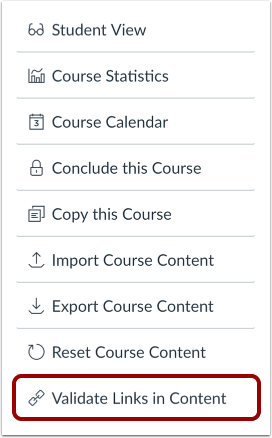 Student View
Course Statistics
3 Course Calendar
Conclude this Course
Copy this Course
Import Course Content
Export Course Content
Reset Course Content
Validate Links in Content